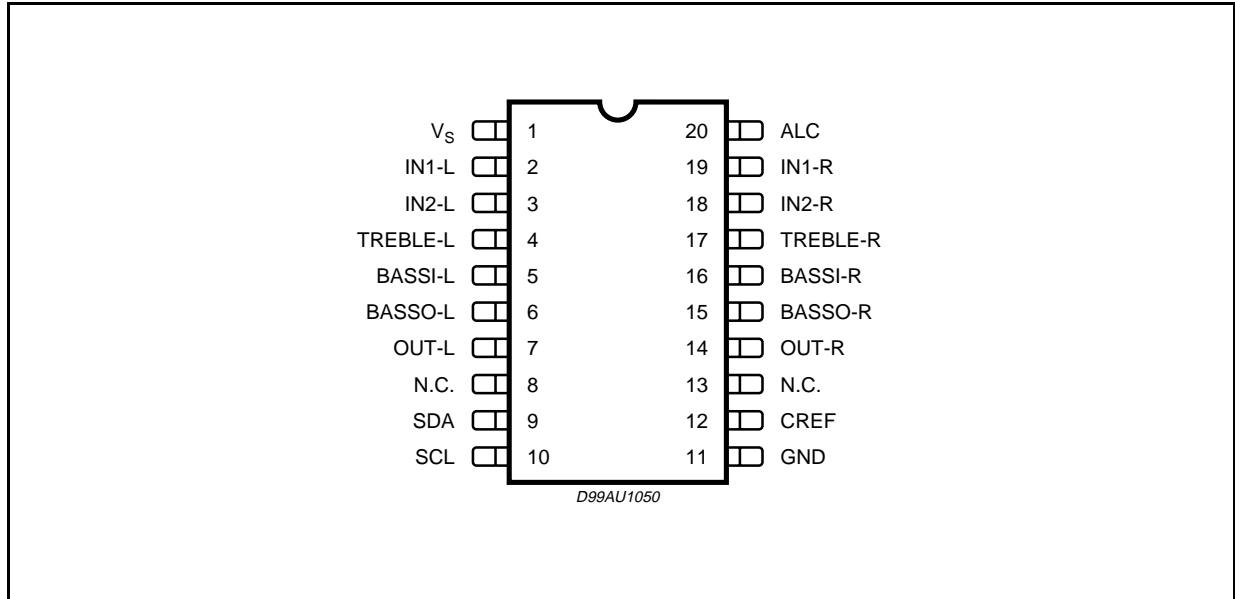 V_S 1 20 ALC
IN1-L 2 19 IN1-R
IN2-L 3 18 IN2-R
TREBLE-L 4 17 TREBLE-R
BASSI-L 5 16 BASSI-R
BASSO-L 6 15 BASSO-R
OUT-L 7 14 OUT-R
N.C. 8 13 N.C.
SDA 9 12 CREF
SCL 10 11 GND
D99AU1050